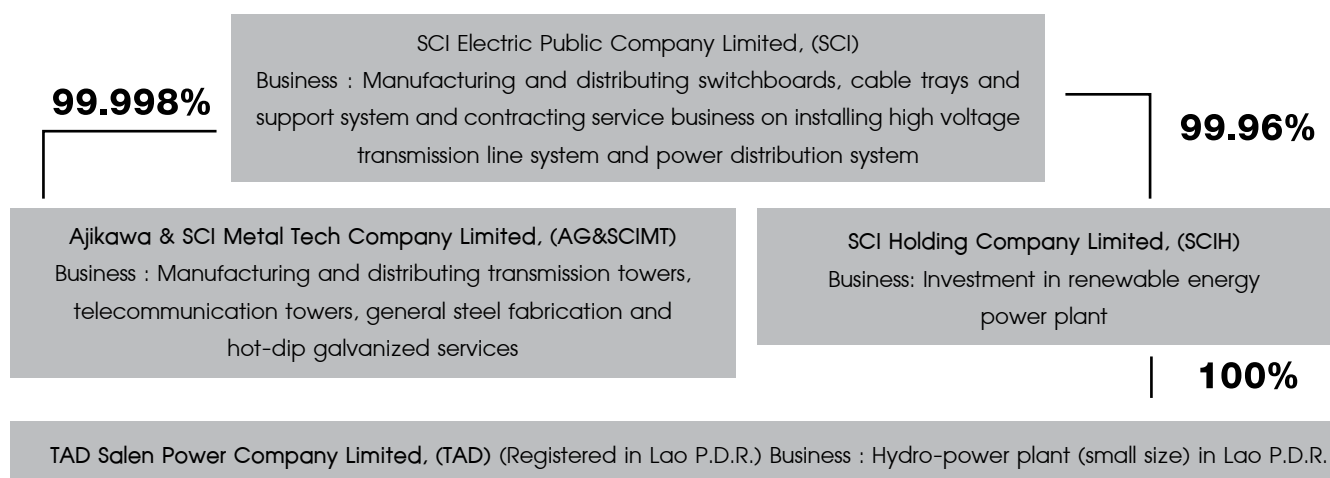 SCI Electric Public Company Limited, (SCI)
Business : Manufacturing and distributing switchboards, cable trays and
support system and contracting service business on installing high voltage
transmission line system and power distribution system
99.998%
99.96%
Ajikawa & SCI Metal Tech Company Limited, (AG&SCIMT)
Business : Manufacturing and distributing transmission towers,
telecommunication towers, general steel fabrication and
hot-dip galvanized services
SCI Holding Company Limited, (SCIH)
Business: Investment in renewable energy
power plant
100%
TAD Salen Power Company Limited, (TAD) (Registered in Lao P.D.R.) Business : Hydro-power plant (small size) in Lao P.D.R.